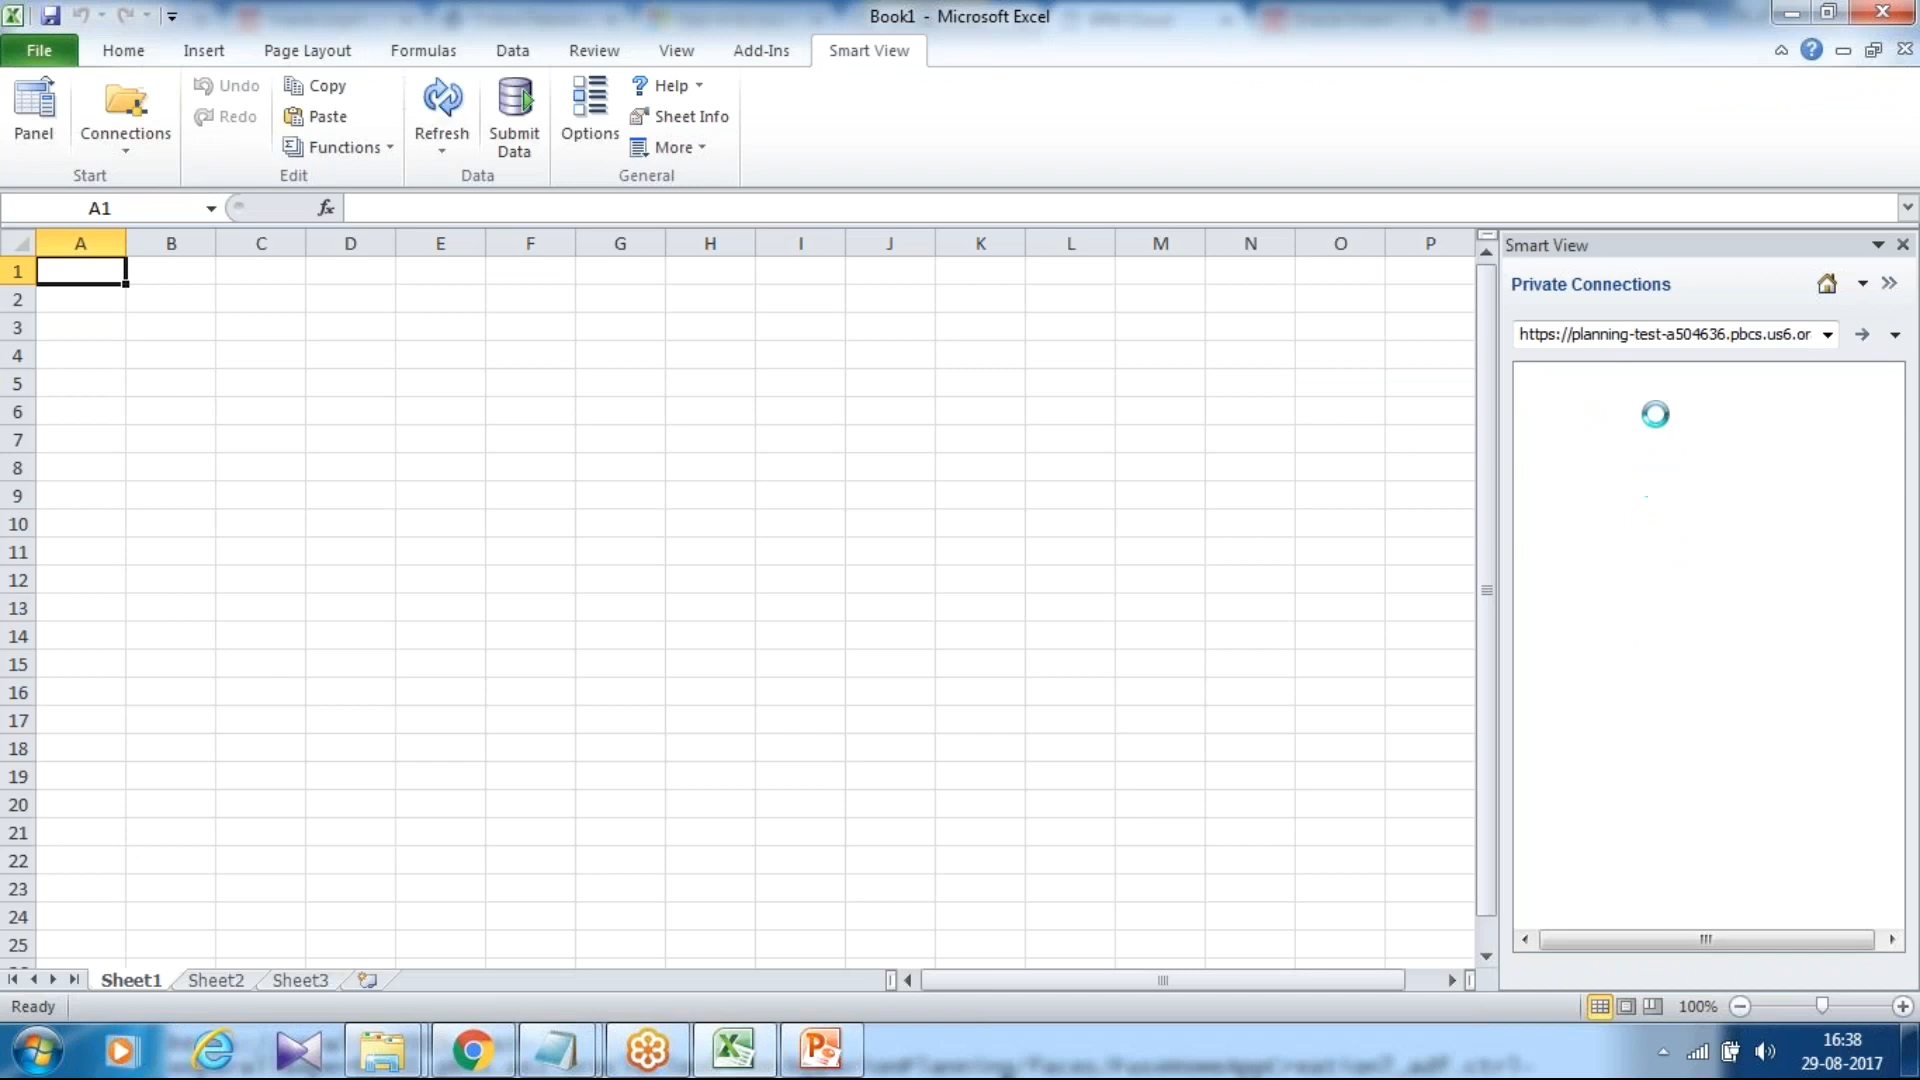 Book1 - Microsoft Excel
File Home Insert Page Layout Formulas Data Review View Add-Ins Smart View
Panel
Connections
Undo
Redo
Copy
Paste
Functions
Refresh
Submit Data
Options
Help
Sheet Info
More
Start Edit Data General
A1 fx
A B C D E F G H I J K L M N O P
1
2
3
4
5
6
7
8
9
10
11
12
13
14
15
16
17
18
19
20
21
22
23
24
25
Smart View
Private Connections
https://planning-test-a504636.pbcs.us6.or
Sheet1 Sheet2 Sheet3
Ready 100%
16:38
29-08-2017